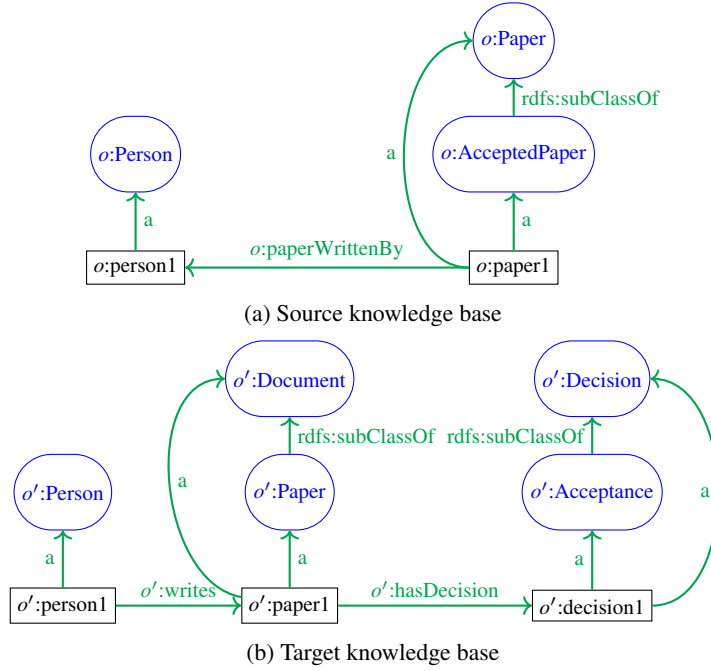 o:Paper
rdfs:subClassOf
o:Person
a
o:AcceptedPaper
a
a
o:paperWrittenBy
o:person1
o:paper1
(a) Source knowledge base
o′:Document
o′:Decision
rdfs:subClassOf
rdfs:subClassOf
o′:Person
a
o′:Paper
o′:Acceptance
a
a
a
a
o′:writes
o′:hasDecision
o′:person1
o′:paper1
o′:decision1
(b) Target knowledge base